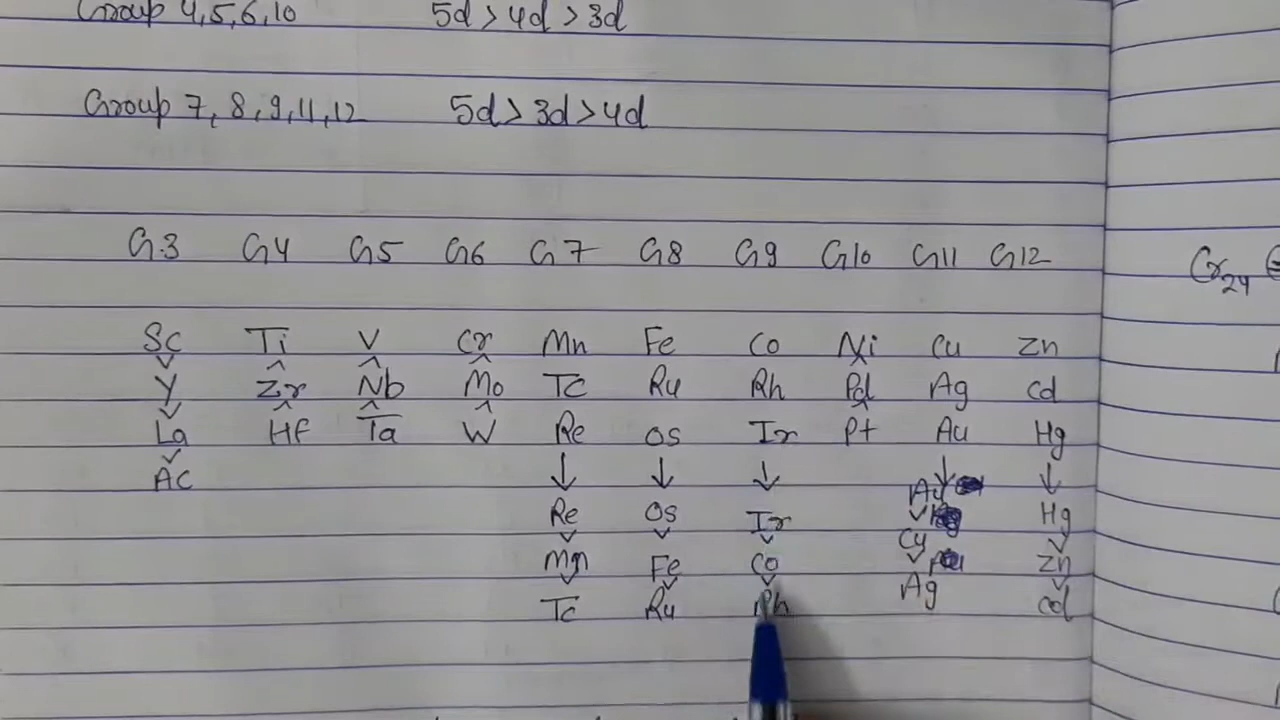 Group 4,5,6,10 5d > 4d > 3d
Group 7, 8, 9, 11, 12 5d > 3d > 4d
G3 G4 G5 G6 G7 G8 G9 G10 G11 G12
Cr24
Sc Ti V Cr Mn Fe Co Ni Cu Zn
Y Zr Nb Mo Tc Ru Rh Pd Ag Cd
La Hf Ta W Re Os Ir Pt Au Hg
Ac
Re Os Ir Au Hg
Mn Fe Co Cu Zn
Tc Ru Rh Ag Cd